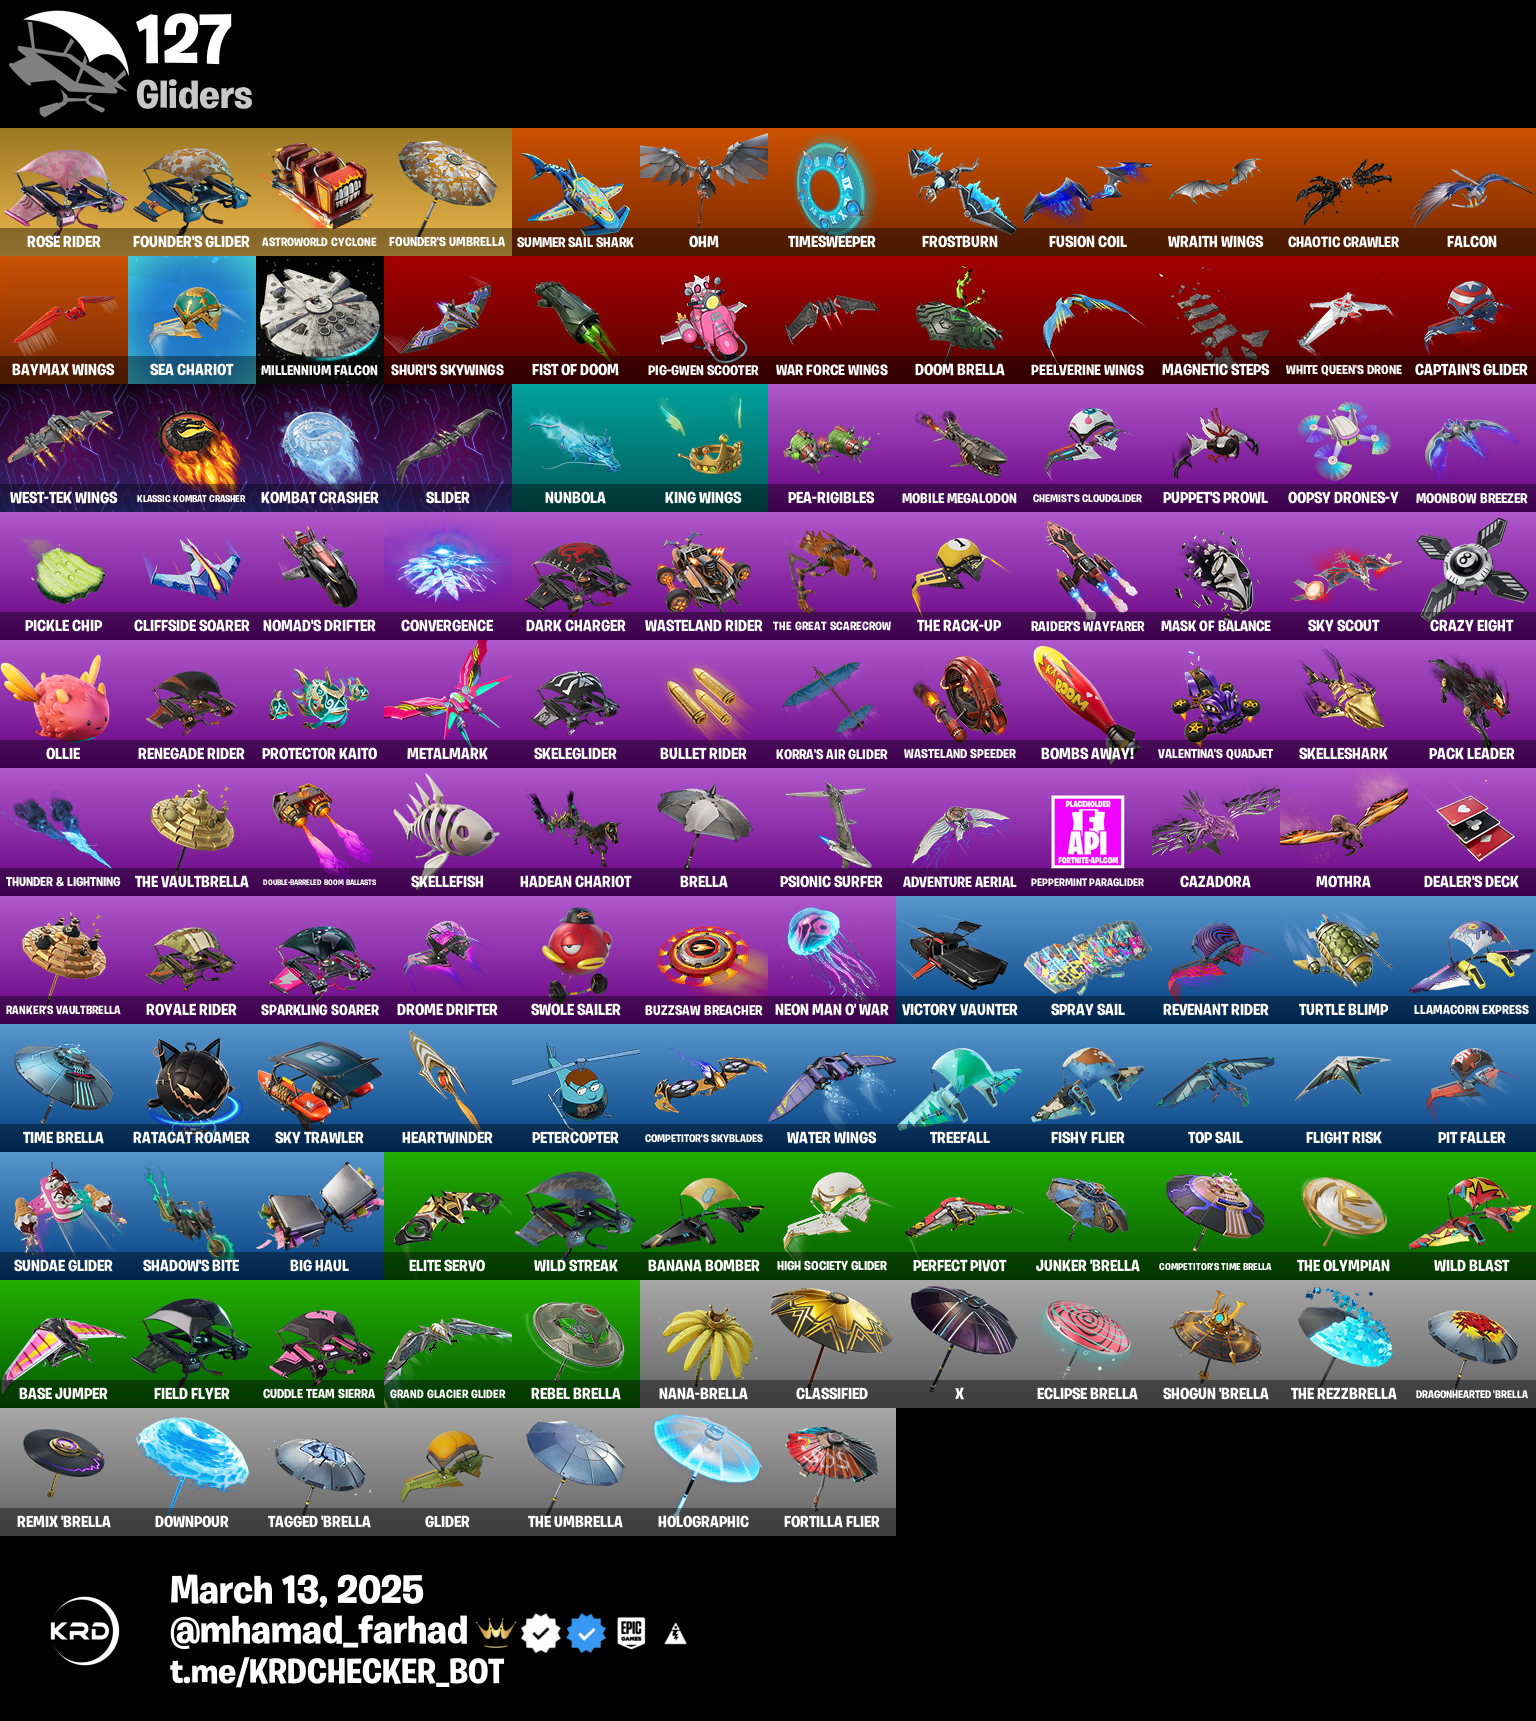 127
Gliders
ROSE RIDER FOUNDER'S GLIDER ASTROWORLD CYCLONE FOUNDER'S UMBRELLA SUMMER SAIL SHARK OHM TIMESWEEPER FROSTBURN FUSION COIL WRAITH WINGS CHAOTIC CRAWLER FALCON
BAYMAX WINGS SEA CHARIOT MILLENNIUM FALCON SHURI'S SKYWINGS FIST OF DOOM PIG-GWEN SCOOTER WAR FORCE WINGS DOOM BRELLA PEELVERINE WINGS MAGNETIC STEPS WHITE QUEEN'S DRONE CAPTAIN'S GLIDER
WEST-TEK WINGS KLASSIC KOMBAT CRASHER KOMBAT CRASHER SLIDER NUNBOLA KING WINGS PEA-RIGIBLES MOBILE MEGALODON CHEMIST'S CLOUDGLIDER PUPPET'S PROWL OOPSY DRONES-Y MOONBOW BREEZER
1
8
PICKLE CHIP CLIFFSIDE SOARER NOMAD'S DRIFTER CONVERGENCE DARK CHARGER WASTELAND RIDER THE GREAT SCARECROW THE RACK-UP RAIDER'S WAYFARER MASK OF BALANCE SKY SCOUT CRAZY EIGHT
KA BOOM
OLLIE RENEGADE RIDER PROTECTOR KAITO METALMARK SKELEGLIDER BULLET RIDER KORRA'S AIR GLIDER WASTELAND SPEEDER BOMBS AWAY! VALENTINA'S QUADJET SKELLESHARK PACK LEADER
PLACEHOLDER
F
API
FORTNITE-API.COM
THUNDER & LIGHTNING THE VAULTBRELLA DOUBLE-BARRELED BOOM BALLASTS SKELLEFISH HADEAN CHARIOT BRELLA PSIONIC SURFER ADVENTURE AERIAL PEPPERMINT PARAGLIDER CAZADORA MOTHRA DEALER'S DECK
RANKER'S VAULTBRELLA ROYALE RIDER SPARKLING SOARER DROME DRIFTER SWOLE SAILER BUZZSAW BREACHER NEON MAN O' WAR VICTORY VAUNTER SPRAY SAIL REVENANT RIDER TURTLE BLIMP LLAMACORN EXPRESS
TIME BRELLA RATACAT ROAMER SKY TRAWLER HEARTWINDER PETERCOPTER COMPETITOR'S SKYBLADES WATER WINGS TREEFALL FISHY FLIER TOP SAIL FLIGHT RISK PIT FALLER
SUNDAE GLIDER SHADOW'S BITE BIG HAUL ELITE SERVO WILD STREAK BANANA BOMBER HIGH SOCIETY GLIDER PERFECT PIVOT JUNKER 'BRELLA COMPETITOR'S TIME BRELLA THE OLYMPIAN WILD BLAST
BASE JUMPER FIELD FLYER CUDDLE TEAM SIERRA GRAND GLACIER GLIDER REBEL BRELLA NANA-BRELLA CLASSIFIED X ECLIPSE BRELLA SHOGUN 'BRELLA THE REZZBRELLA DRAGONHEARTED 'BRELLA
REMIX 'BRELLA DOWNPOUR TAGGED 'BRELLA GLIDER THE UMBRELLA HOLOGRAPHIC FORTILLA FLIER
March 13, 2025
KRD
@mhamad_farhad EPIC GAMES
t.me/KRDCHECKER_BOT